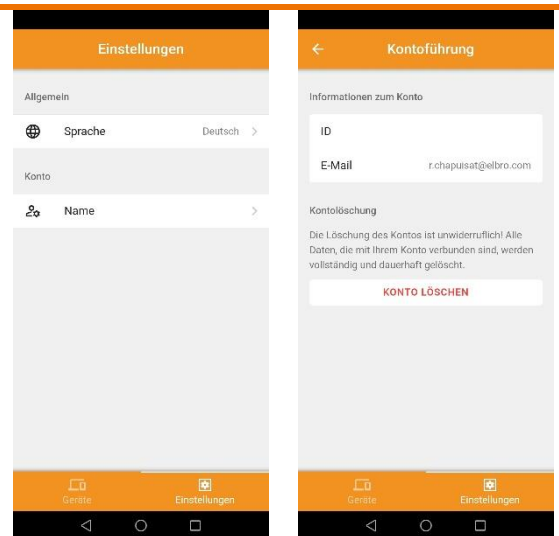 Einstellungen
Allgemein
Sprache
Deutsch
Konto
Name
Geräte
Einstellungen
Kontoführung
Informationen zum Konto
ID
E-Mail
r.chapuisat@elbro.com
Kontolöschung
Die Löschung des Kontos ist unwiderruflich! Alle
Daten, die mit Ihrem Konto verbunden sind, werden
vollständig und dauerhaft gelöscht.
KONTO LÖSCHEN
Geräte
Einstellungen